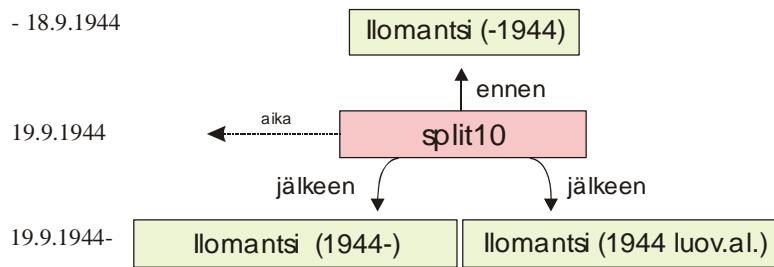 - 18.9.1944
Ilomantsi (-1944)
ennen
19.9.1944
aika
split10
jälkeen
jälkeen
19.9.1944-
Ilomantsi (1944-)
Ilomantsi (1944 luov.al.)